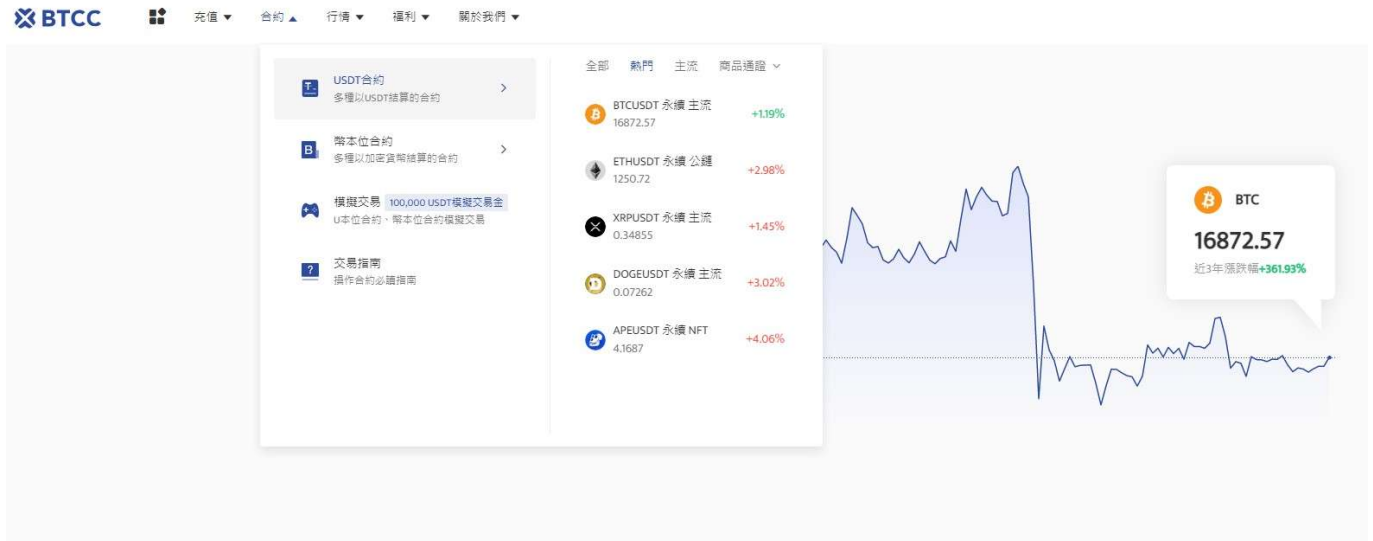 BTCC
充值 ▼ 合約 ▲ 行情 ▼ 福利 ▼ 關於我們 ▼
USDT合約
多種以USDT結算的合約
幣本位合約
多種以加密貨幣結算的合約
模擬交易 100,000 USDT模擬交易金
U本位合約、幣本位合約模擬交易
交易指南
操作合約必讀指南
全部 熱門 主流 商品通證
BTCUSDT 永續 主流
16872.57
+1.19%
ETHUSDT 永續 公鏈
1250.72
+2.98%
XRPUSDT 永續 主流
0.34855
+1.45%
DOGEUSDT 永續 主流
0.07262
+3.02%
APEUSDT 永續 NFT
4.1687
+4.06%
BTC
16872.57
近3年漲跌幅+361.93%